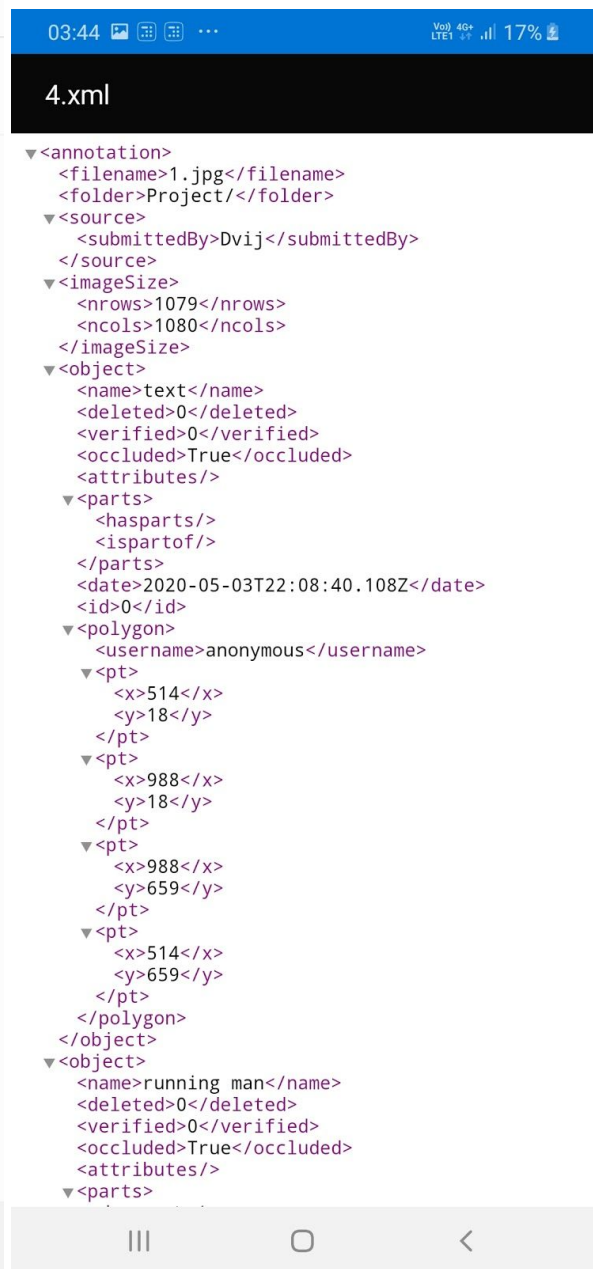 03:44 ... Vo)) 4G+ LTE1 17%
4.xml
<annotation>
<filename>1.jpg</filename>
<folder>Project/</folder>
<source>
<submittedBy>Dvij</submittedBy>
</source>
<imageSize>
<nrows>1079</nrows>
<ncols>1080</ncols>
</imageSize>
<object>
<name>text</name>
<deleted>0</deleted>
<verified>0</verified>
<occluded>True</occluded>
<attributes/>
<parts>
<hasparts/>
<ispartof/>
</parts>
<date>2020-05-03T22:08:40.108Z</date>
<id>0</id>
<polygon>
<username>anonymous</username>
<pt>
<x>514</x>
<y>18</y>
</pt>
<pt>
<x>988</x>
<y>18</y>
</pt>
<pt>
<x>988</x>
<y>659</y>
</pt>
<pt>
<x>514</x>
<y>659</y>
</pt>
</polygon>
</object>
<object>
<name>running man</name>
<deleted>0</deleted>
<verified>0</verified>
<occluded>True</occluded>
<attributes/>
<parts>